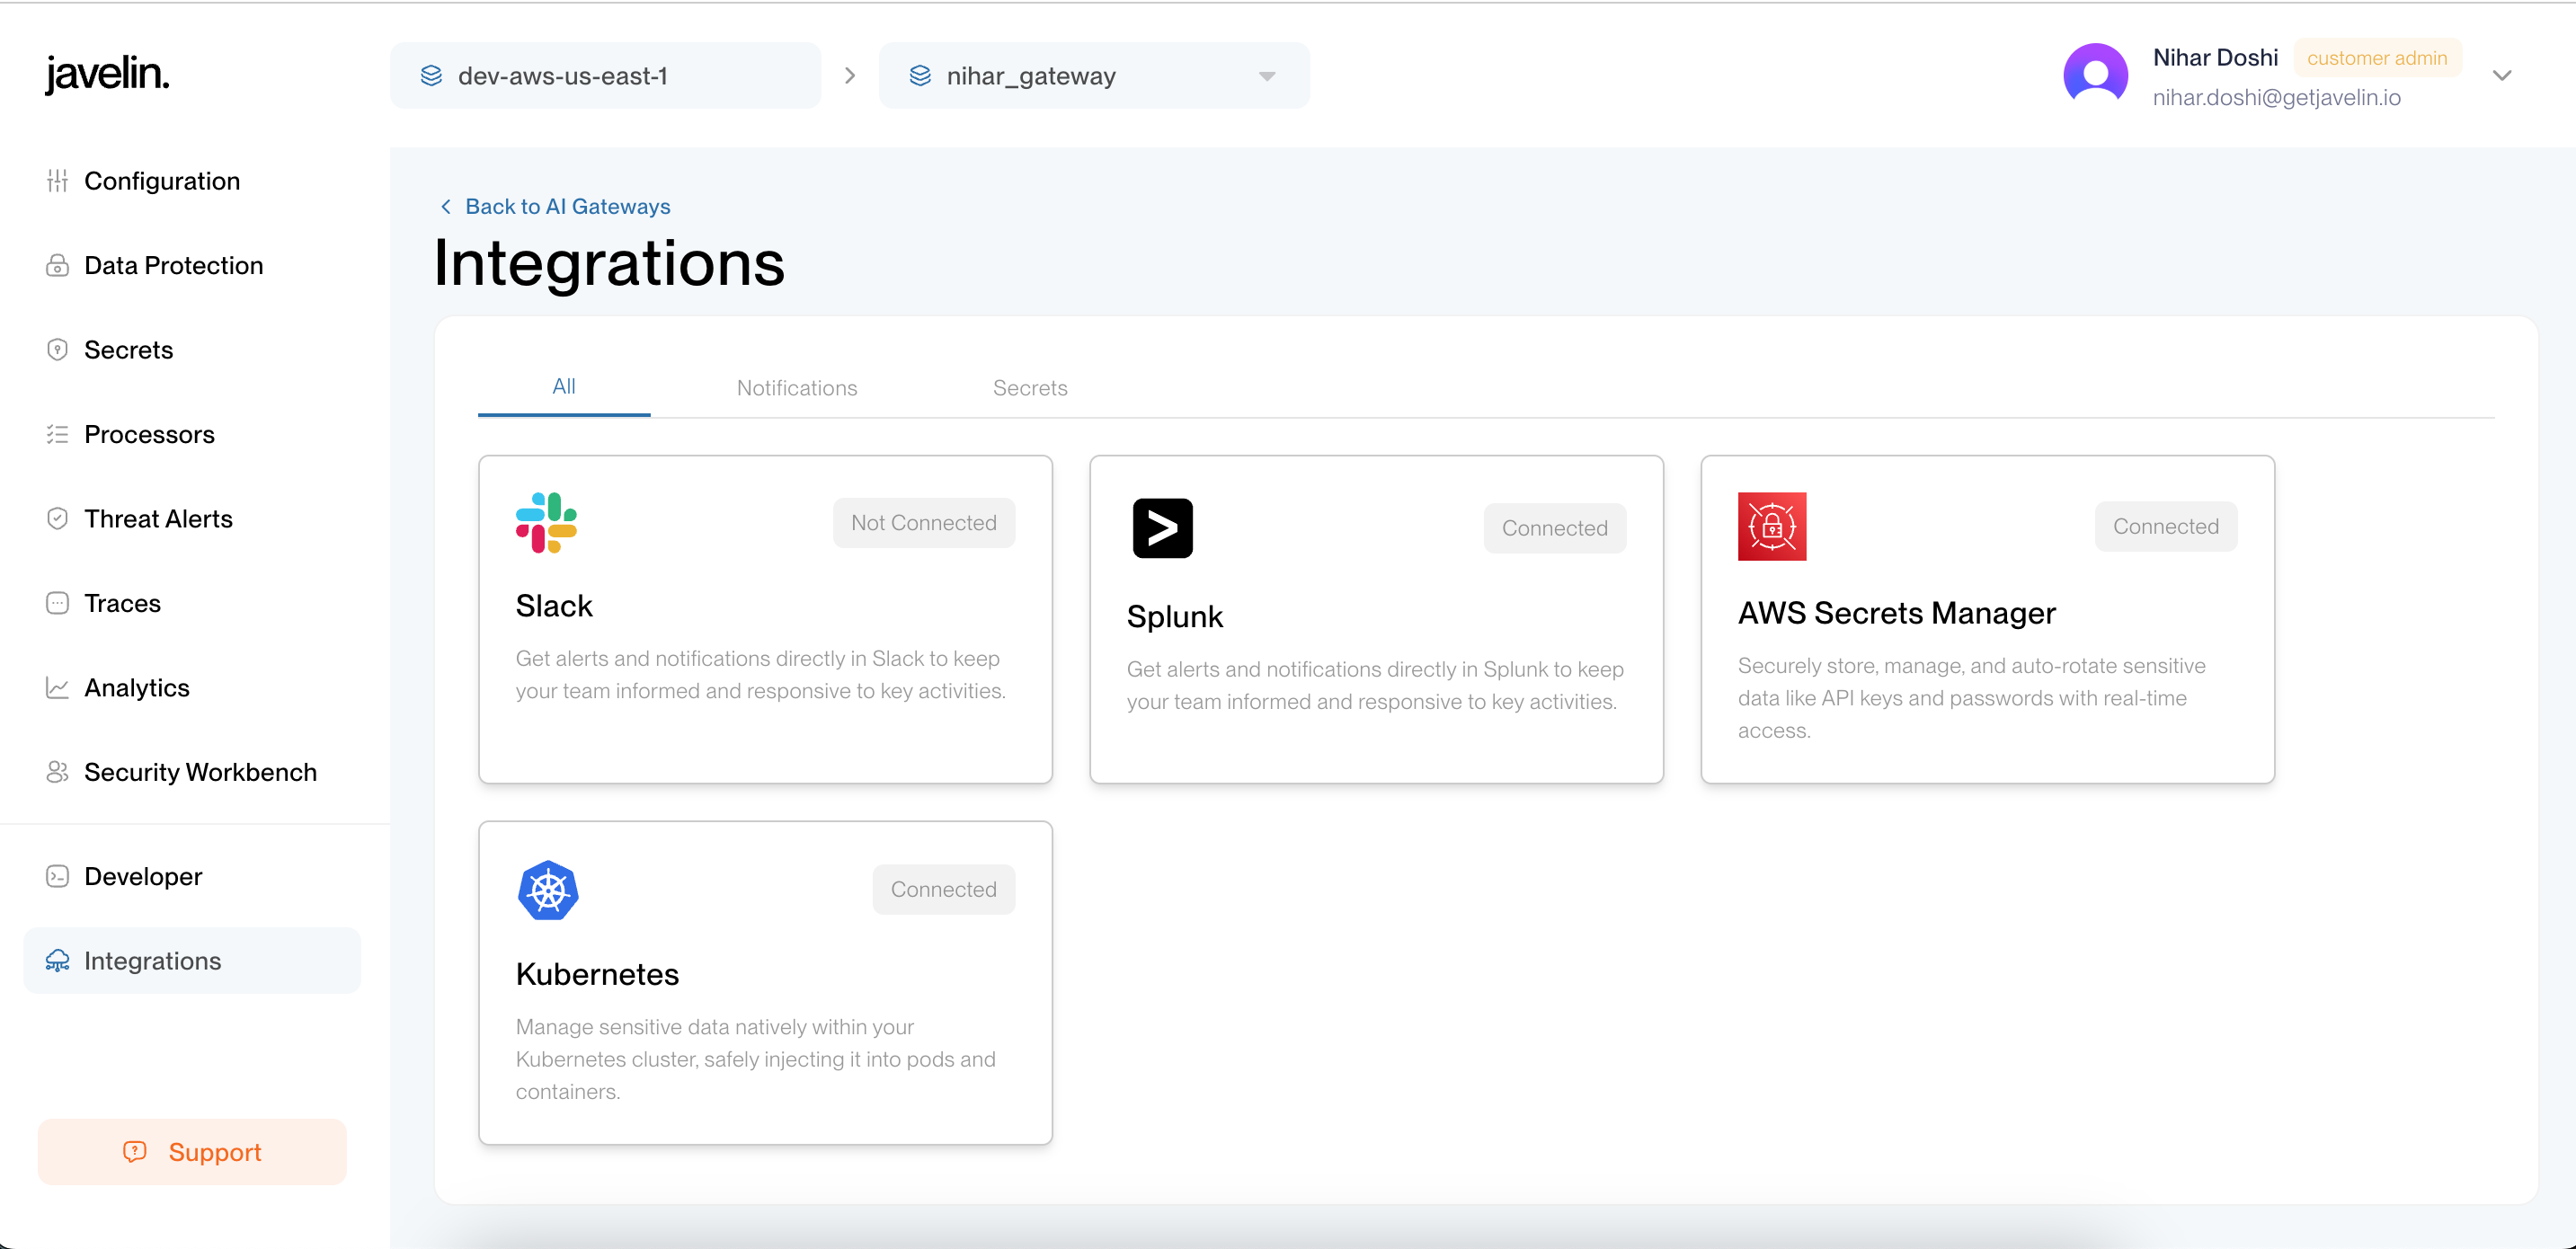 javelin.
dev-aws-us-east-1
nihar_gateway
Nihar Doshi
customer admin
nihar.doshi@getjavelin.io
Configuration
Data Protection
Secrets
Processors
Threat Alerts
Traces
Analytics
Security Workbench
Developer
Integrations
Support
Back to AI Gateways
Integrations
All
Notifications
Secrets
Not Connected
Slack
Get alerts and notifications directly in Slack to keep
your team informed and responsive to key activities.
Connected
Splunk
Get alerts and notifications directly in Splunk to keep
your team informed and responsive to key activities.
Connected
AWS Secrets Manager
Securely store, manage, and auto-rotate sensitive
data like API keys and passwords with real-time
access.
Connected
Kubernetes
Manage sensitive data natively within your
Kubernetes cluster, safely injecting it into pods and
containers.